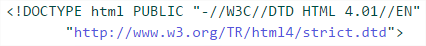 <!DOCTYPE html PUBLIC "-//W3C//DTD HTML 4.01//EN"
"http://www.w3.org/TR/html4/strict.dtd">